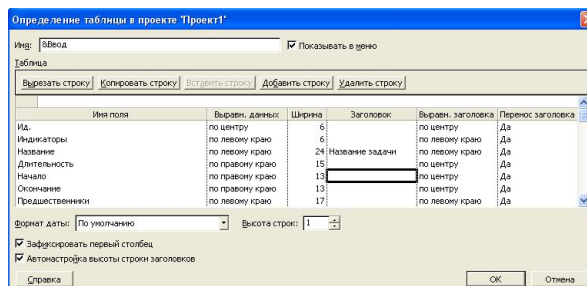 Определение таблицы в проекте 'Проект1'
Имя: &Ввод Показывать в меню
Таблица
Вырезать строку Копировать строку Вставить строку Добавить строку Удалить строку
Имя поля Выравн. данных Ширина Заголовок Выравн. заголовка Перенос заголовка
Ид. по центру 6 по центру Да
Индикаторы по левому краю 6 по левому краю Да
Название по левому краю 24 Название задачи по левому краю Да
Длительность по правому краю 15 по центру Да
Начало по правому краю 13 по центру Да
Окончание по правому краю 13 по центру Да
Предшественники по левому краю 17 по левому краю Да
Формат даты: По умолчанию Высота строк: 1
Зафиксировать первый столбец
Автонастройка высоты строки заголовков
Справка ОК Отмена